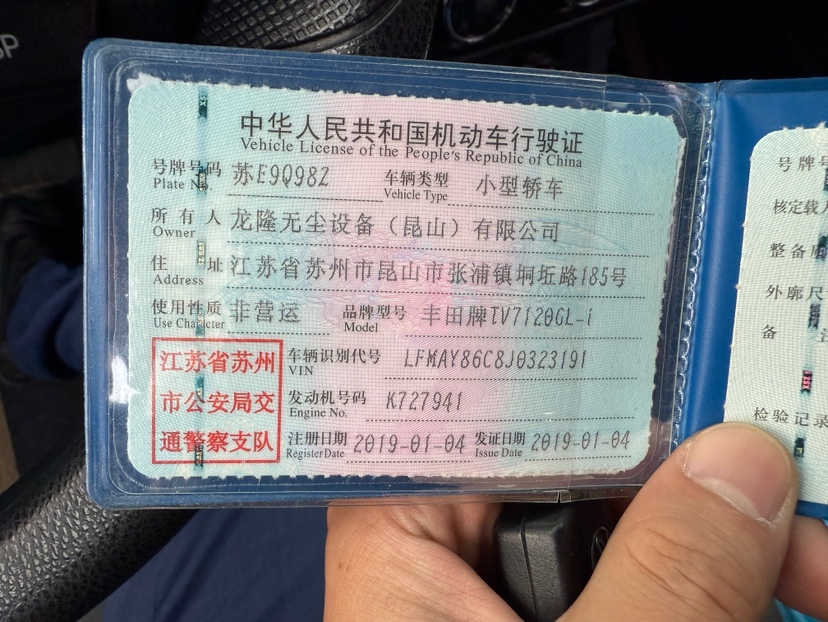 SP
中华人民共和国机动车行驶证
Vehicle License of the People's Republic of China
号牌号码 苏E9Q98Z 车辆类型 小型轿车
Plate No. Vehicle Type
所有人 龙隆无尘设备（昆山）有限公司
Owner
住址 江苏省苏州市昆山市张浦镇垌坵路185号
Address
使用性质 非营运 品牌型号 丰田牌TV7120GL-i
Use Character Model
江苏省苏州
市公安局交
通警察支队
车辆识别代号 LFMAY86C8J0323191
VIN
发动机号码 K727941
Engine No.
注册日期 2019-01-04 发证日期 2019-01-04
Register Date Issue Date
号牌号
核定载人
整备质
外廓尺
备
检验记录